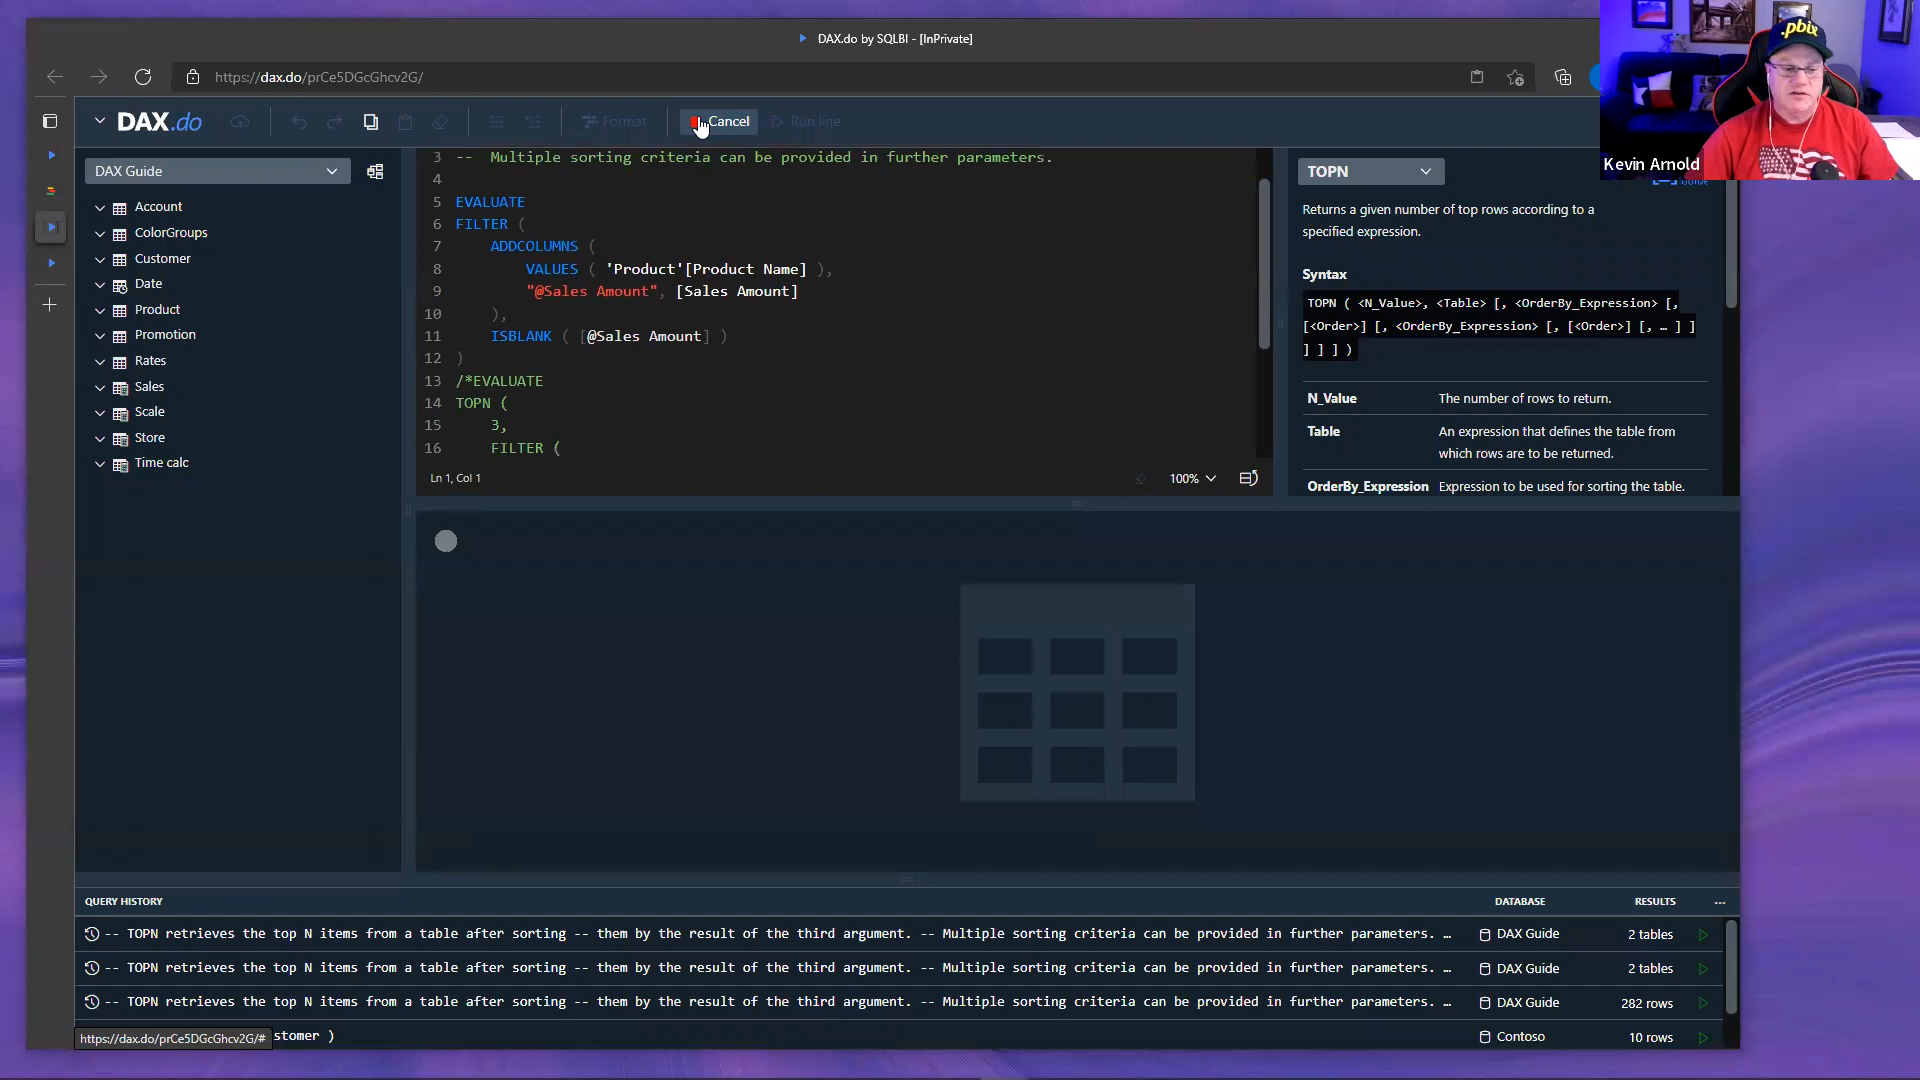 DAX.do by SQLBI - [InPrivate]
https://dax.do/prCe5DGcGhcv2G/
.pbix
Kevin Arnold
DAX.do
Format
Cancel
Run line
DAX Guide
Account
ColorGroups
Customer
Date
Product
Promotion
Rates
Sales
Scale
Store
Time calc
3 -- Multiple sorting criteria can be provided in further parameters.
4
5 EVALUATE
6 FILTER (
7 ADDCOLUMNS (
8 VALUES ( 'Product'[Product Name] ),
9 "@Sales Amount", [Sales Amount]
10 ),
11 ISBLANK ( [@Sales Amount] )
12 )
13 /*EVALUATE
14 TOPN (
15 3,
16 FILTER (
Ln 1, Col 1
100%
TOPN
GUIDE
Returns a given number of top rows according to a
specified expression.
Syntax
TOPN ( <N_Value>, <Table> [, <OrderBy_Expression> [,
[<Order>] [, <OrderBy_Expression> [, [<Order>] [, … ] ]
] ] ] )
N_Value The number of rows to return.
Table An expression that defines the table from
which rows are to be returned.
OrderBy_Expression Expression to be used for sorting the table.
QUERY HISTORY DATABASE RESULTS ...
-- TOPN retrieves the top N items from a table after sorting -- them by the result of the third argument. -- Multiple sorting criteria can be provided in further parameters. … DAX Guide 2 tables
-- TOPN retrieves the top N items from a table after sorting -- them by the result of the third argument. -- Multiple sorting criteria can be provided in further parameters. … DAX Guide 2 tables
-- TOPN retrieves the top N items from a table after sorting -- them by the result of the third argument. -- Multiple sorting criteria can be provided in further parameters. … DAX Guide 282 rows
stomer ) Contoso 10 rows
https://dax.do/prCe5DGcGhcv2G/#